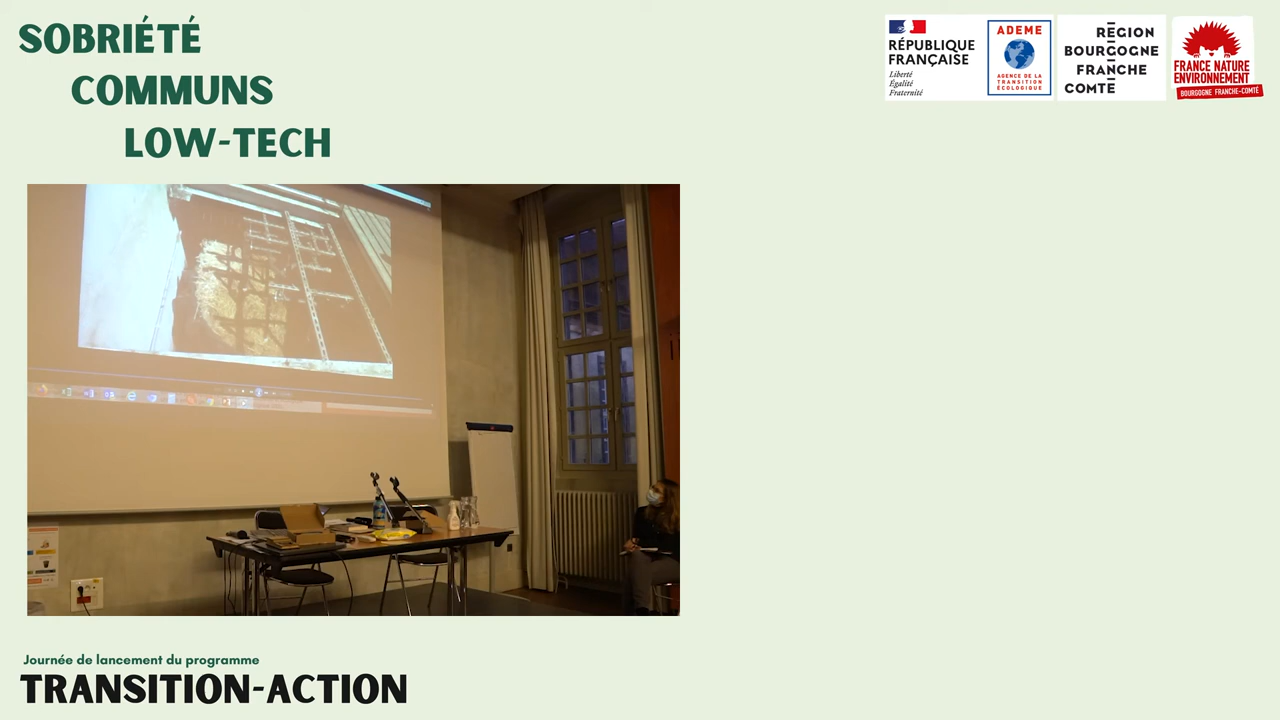 SOBRIÉTÉ
COMMUNS
LOW-TECH
RÉPUBLIQUE
FRANÇAISE
Liberté
Égalité
Fraternité
ADEME
AGENCE DE LA
TRANSITION
ÉCOLOGIQUE
RÉGION
BOURGOGNE
FRANCHE
COMTÉ
FRANCE NATURE
ENVIRONNEMENT
BOURGOGNE FRANCHE-COMTÉ
Journée de lancement du programme
TRANSITION-ACTION